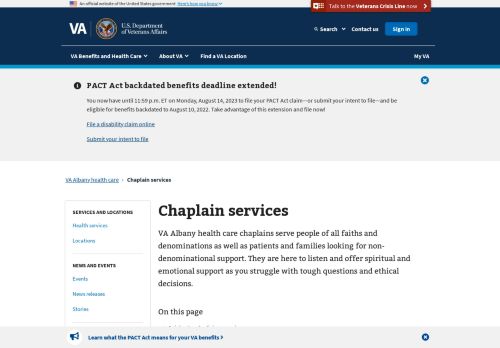 An official website of the United States government Here's how you know
Talk to the Veterans Crisis Line now
VA
U.S. Department of Veterans Affairs
Search
Contact us
Sign in
VA Benefits and Health Care
About VA
Find a VA Location
My VA
PACT Act backdated benefits deadline extended!
You now have until 11:59 p.m. ET on Monday, August 14, 2023 to file your PACT Act claim—or submit your intent to file—and be
eligible for benefits backdated to August 10, 2022. Take advantage of this extension and file now!
File a disability claim online
Submit your intent to file
VA Albany health care › Chaplain services
SERVICES AND LOCATIONS
Health services
Locations
NEWS AND EVENTS
Events
News releases
Stories
Chaplain services
VA Albany health care chaplains serve people of all faiths and
denominations as well as patients and families looking for non-
denominational support. They are here to listen and offer spiritual and
emotional support as you struggle with tough questions and ethical
decisions.
On this page
Learn what the PACT Act means for your VA benefits